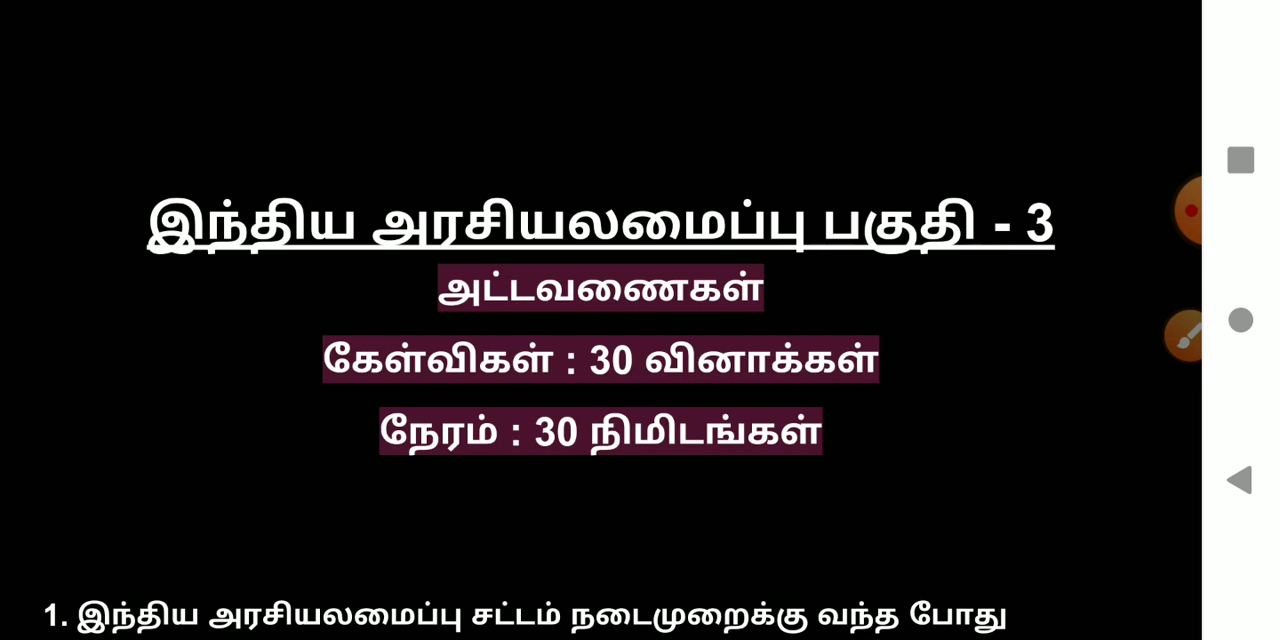 இந்திய அரசியலமைப்பு பகுதி - 3
அட்டவணைகள்
கேள்விகள் : 30 வினாக்கள்
நேரம் : 30 நிமிடங்கள்
1. இந்திய அரசியலமைப்பு சட்டம் நடைமுறைக்கு வந்த போது